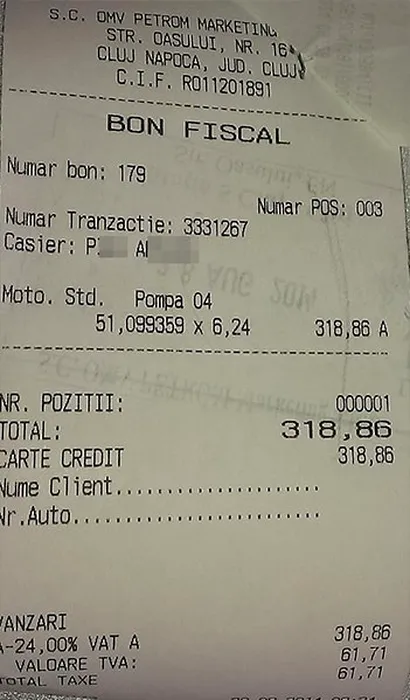 S.C. OMV PETROM MARKETING
STR. OASULUI, NR. 16
CLUJ NAPOCA, JUD. CLUJ
C.I.F. RO11201891
BON FISCAL
Numar bon: 179
Numar POS: 003
Numar Tranzactie: 3331267
Casier: P A
Moto. Std. Pompa 04
51,099359 x 6,24 318,86 A
NR. POZITII: 000001
TOTAL: 318,86
CARTE CREDIT 318,86
Nume Client....................
Nr.Auto........................
VANZARI 318,86
A-24,00% VAT A 61,71
VALOARE TVA: 61,71
TOTAL TAXE